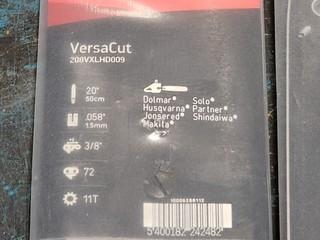 VersaCut
208VXLHD009
20"
50cm
.058"
1.5mm
3/8"
72
11T
Dolmar® Solo®
Husqvarna® Partner®
Jonsered® Shindaiwa®
Makita®
5 400182 242482